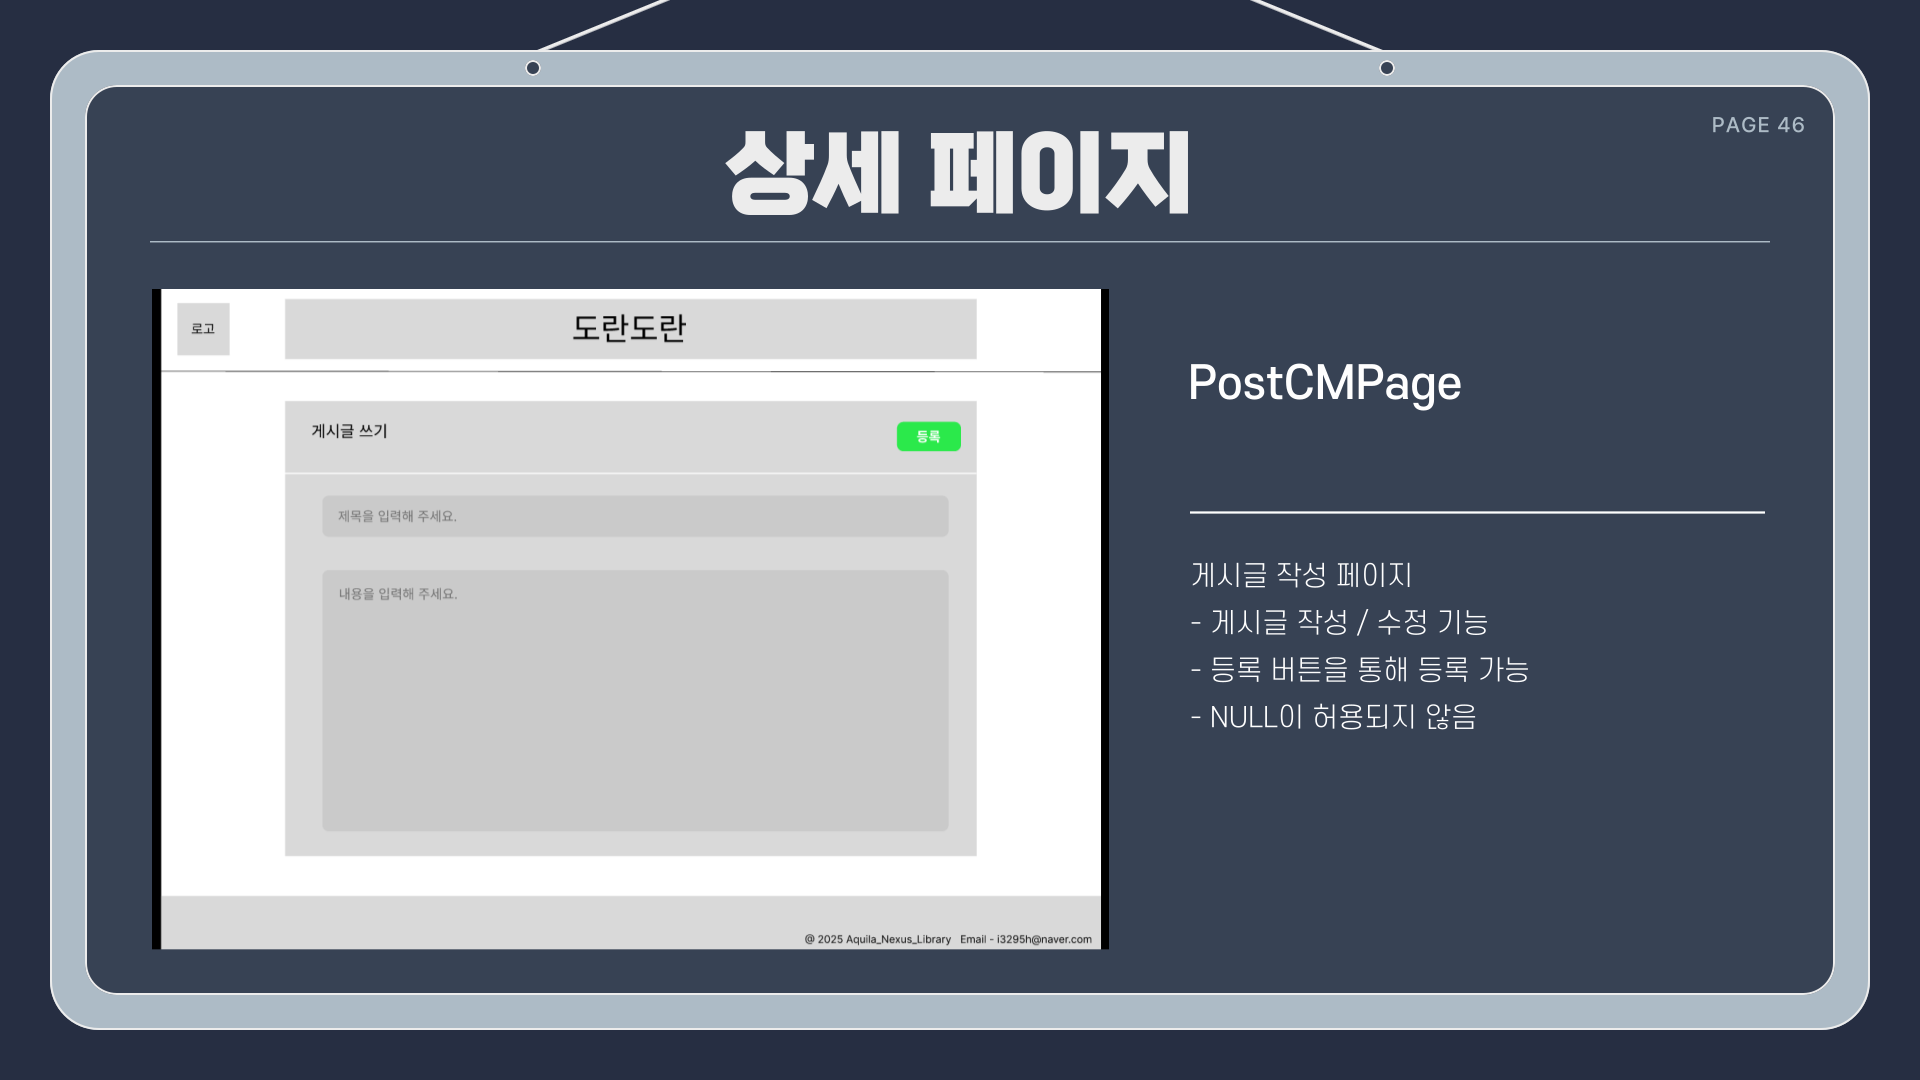 PAGE 46
상세 페이지
로고
도란도란
게시글 쓰기
등록
제목을 입력해 주세요.
내용을 입력해 주세요.
@ 2025 Aquila_Nexus_Library   Email - i3295h@naver.com
PostCMPage
게시글 작성 페이지
- 게시글 작성 / 수정 기능
- 등록 버튼을 통해 등록 가능
- NULL이 허용되지 않음